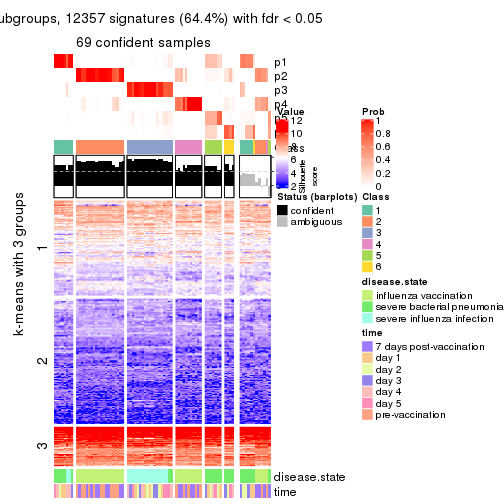 ubgroups, 12357 signatures (64.4%) with fdr < 0.05
69 confident samples
p1
p2
p3
p4
Value
12
10
8
6
4
2
Prob
1
0.8
0.6
0.4
0.2
0
Silhouette
score
Status (barplots)
confident
ambiguous
Class
1
2
3
4
5
6
disease.state
influenza vaccination
severe bacterial pneumonia
severe influenza infection
time
7 days post-vaccination
day 1
day 2
day 3
day 4
day 5
pre-vaccination
k-means with 3 groups
1
2
3
disease.state
time